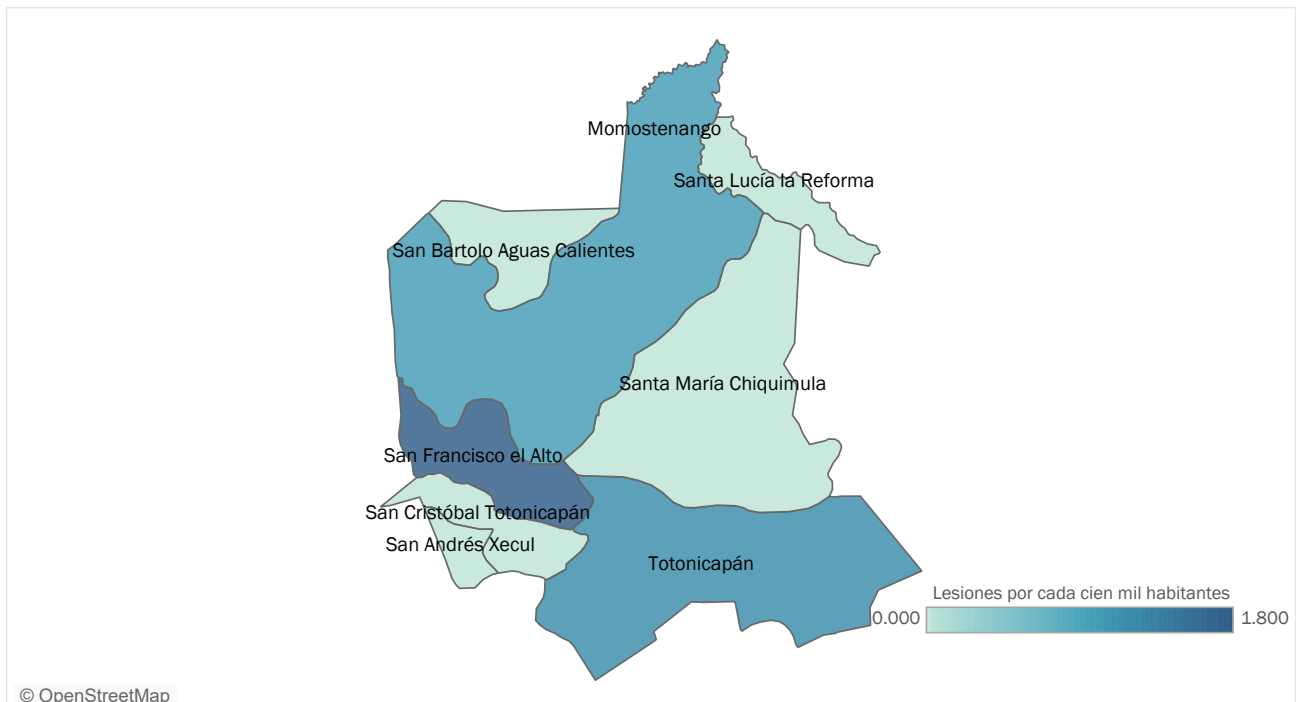 Momostenango
Santa Lucía la Reforma
San Bartolo Aguas Calientes
Santa María Chiquimula
San Francisco el Alto
San Cristóbal Totonicapán
San Andrés Xecul
Totonicapán
Lesiones por cada cien mil habitantes
0.000
1.800
© OpenStreetMap